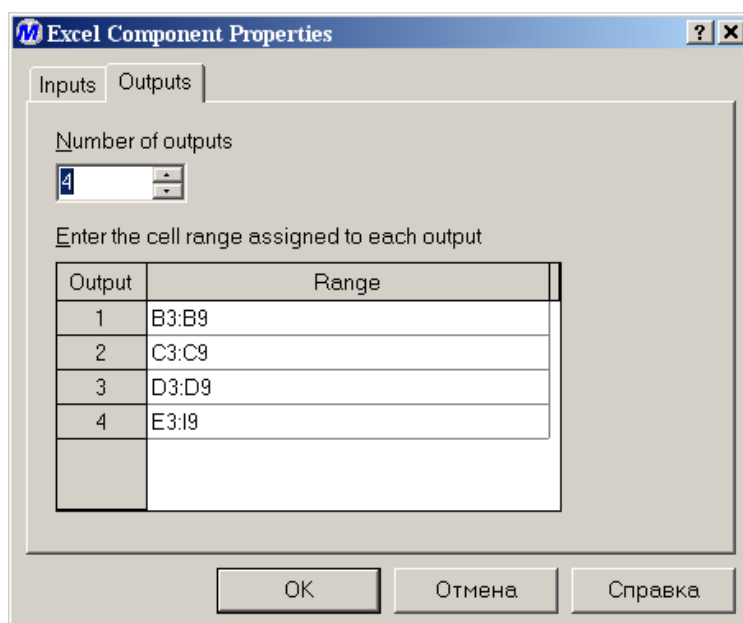 Excel Component Properties
Inputs Outputs
Number of outputs
4
Enter the cell range assigned to each output
Output Range
1 B3:B9
2 C3:C9
3 D3:D9
4 E3:I9
OK Отмена Справка